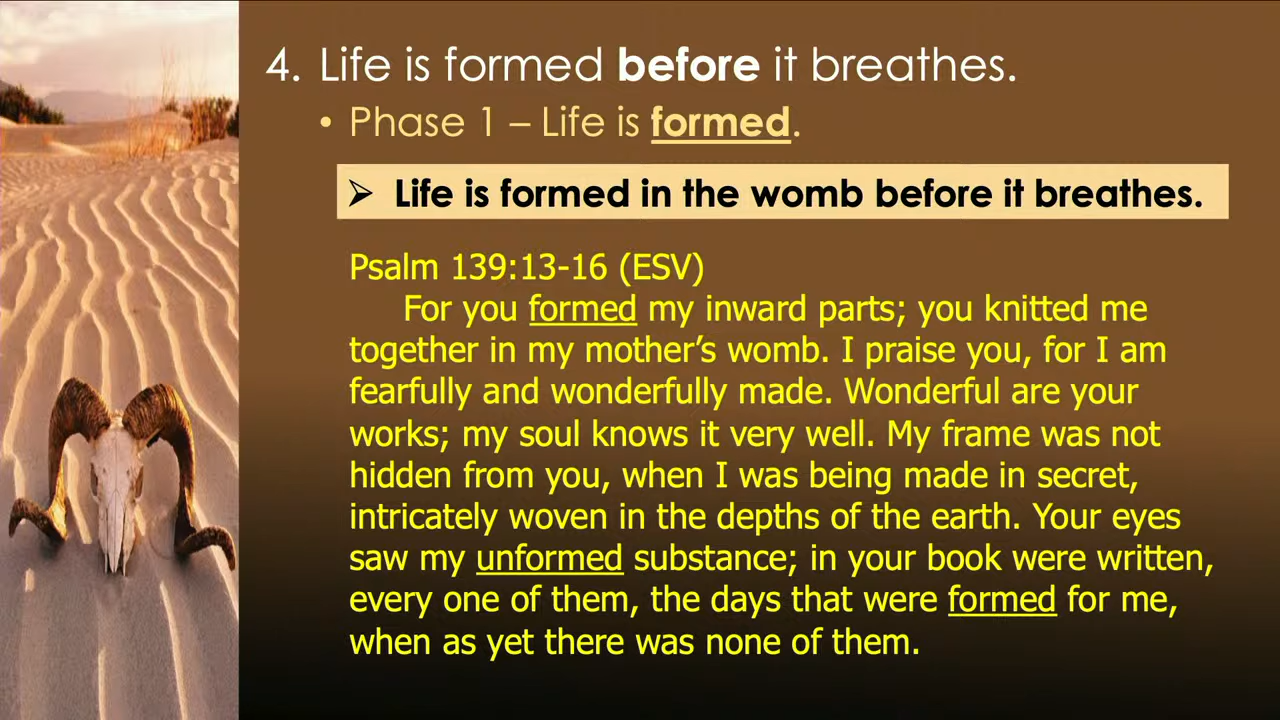 4. Life is formed before it breathes.
• Phase 1 – Life is formed.
➢ Life is formed in the womb before it breathes.
Psalm 139:13-16 (ESV)
For you formed my inward parts; you knitted me
together in my mother’s womb. I praise you, for I am
fearfully and wonderfully made. Wonderful are your
works; my soul knows it very well. My frame was not
hidden from you, when I was being made in secret,
intricately woven in the depths of the earth. Your eyes
saw my unformed substance; in your book were written,
every one of them, the days that were formed for me,
when as yet there was none of them.